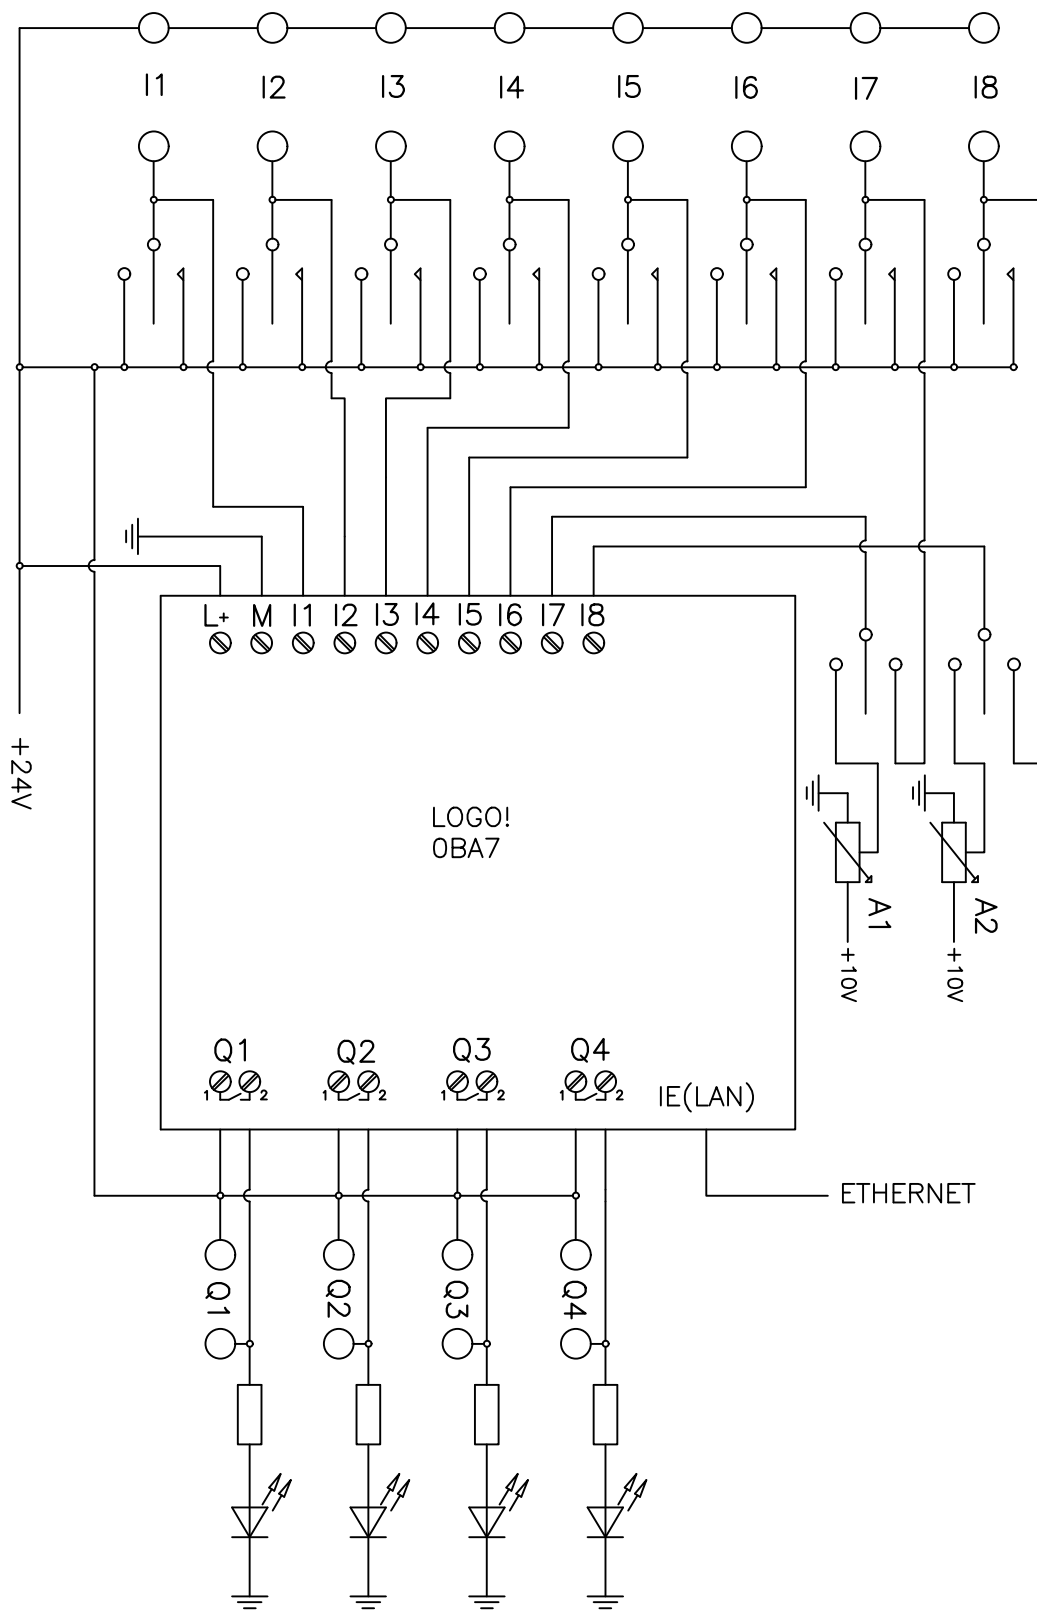 I1 I2 I3 I4 I5 I6 I7 I8
L+ M I1 I2 I3 I4 I5 I6 I7 I8
+24V
LOGO!
0BA7
A1 A2
+10V +10V
Q1 Q2 Q3 Q4
1 2 1 2 1 2 1 2
IE(LAN)
ETHERNET
Q1 Q2 Q3 Q4